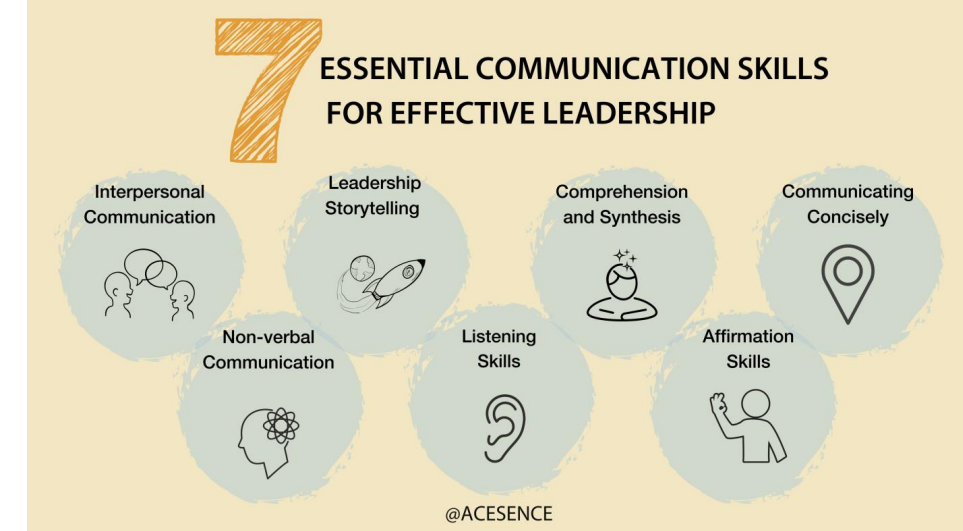 7
ESSENTIAL COMMUNICATION SKILLS
FOR EFFECTIVE LEADERSHIP
Interpersonal
Communication
Leadership
Storytelling
Comprehension
and Synthesis
Communicating
Concisely
Non-verbal
Communication
Listening
Skills
Affirmation
Skills
@ACESENCE